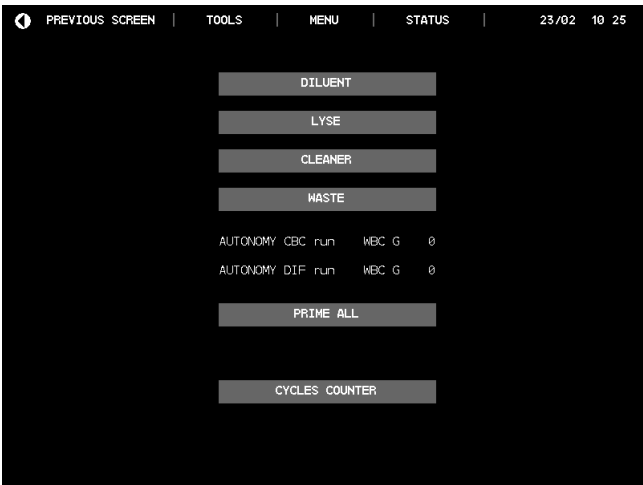 PREVIOUS SCREEN | TOOLS | MENU | STATUS | 23/02 10 25
DILUENT
LYSE
CLEANER
WASTE
AUTONOMY CBC run WBC G 0
AUTONOMY DIF run WBC G 0
PRIME ALL
CYCLES COUNTER